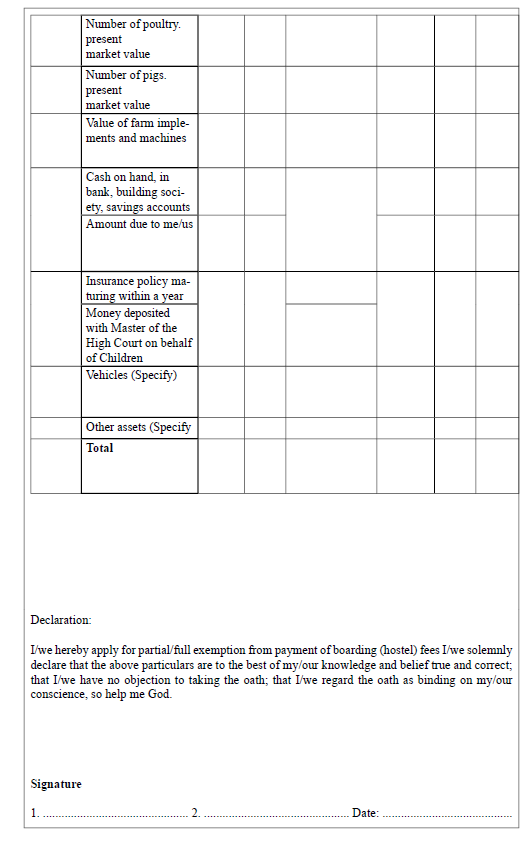 Number of poultry.
present
market value
Number of pigs.
present
market value
Value of farm imple-
ments and machines
Cash on hand, in
bank, building soci-
ety, savings accounts
Amount due to me/us
Insurance policy ma-
turing within a year
Money deposited
with Master of the
High Court on behalf
of Children
Vehicles (Specify)
Other assets (Specify
Total
Declaration:
I/we hereby apply for partial/full exemption from payment of boarding (hostel) fees I/we solemnly
declare that the above particulars are to the best of my/our knowledge and belief true and correct;
that I/we have no objection to taking the oath; that I/we regard the oath as binding on my/our
conscience, so help me God.
Signature
1. ................................................. 2. ................................................. Date: .............................................